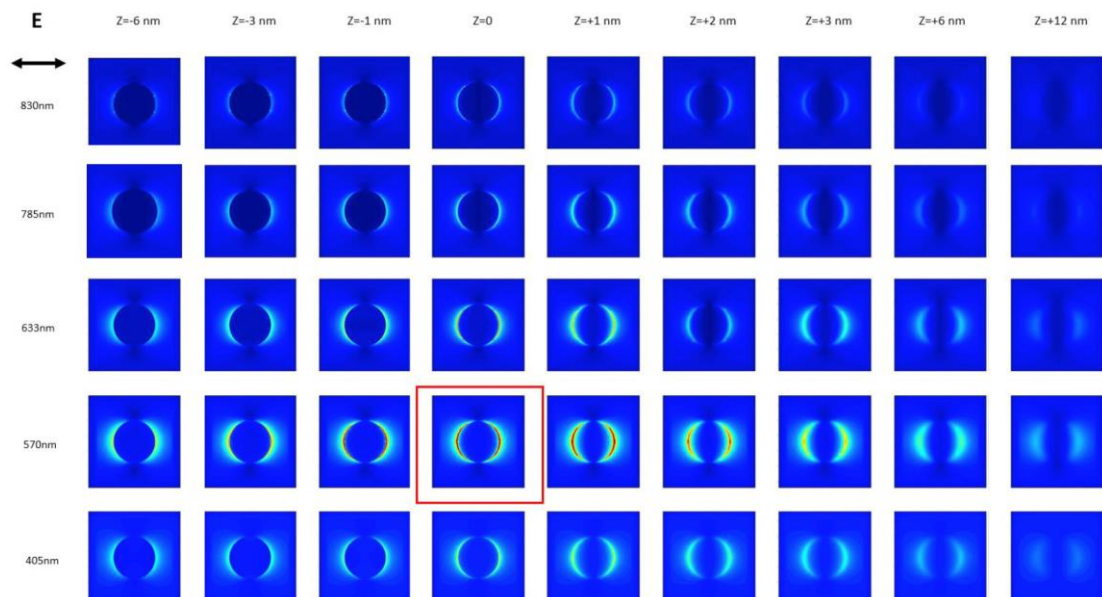 E Z=-6 nm Z=-3 nm Z=-1 nm Z=0 Z=+1 nm Z=+2 nm Z=+3 nm Z=+6 nm Z=+12 nm
830nm
785nm
633nm
570nm
405nm